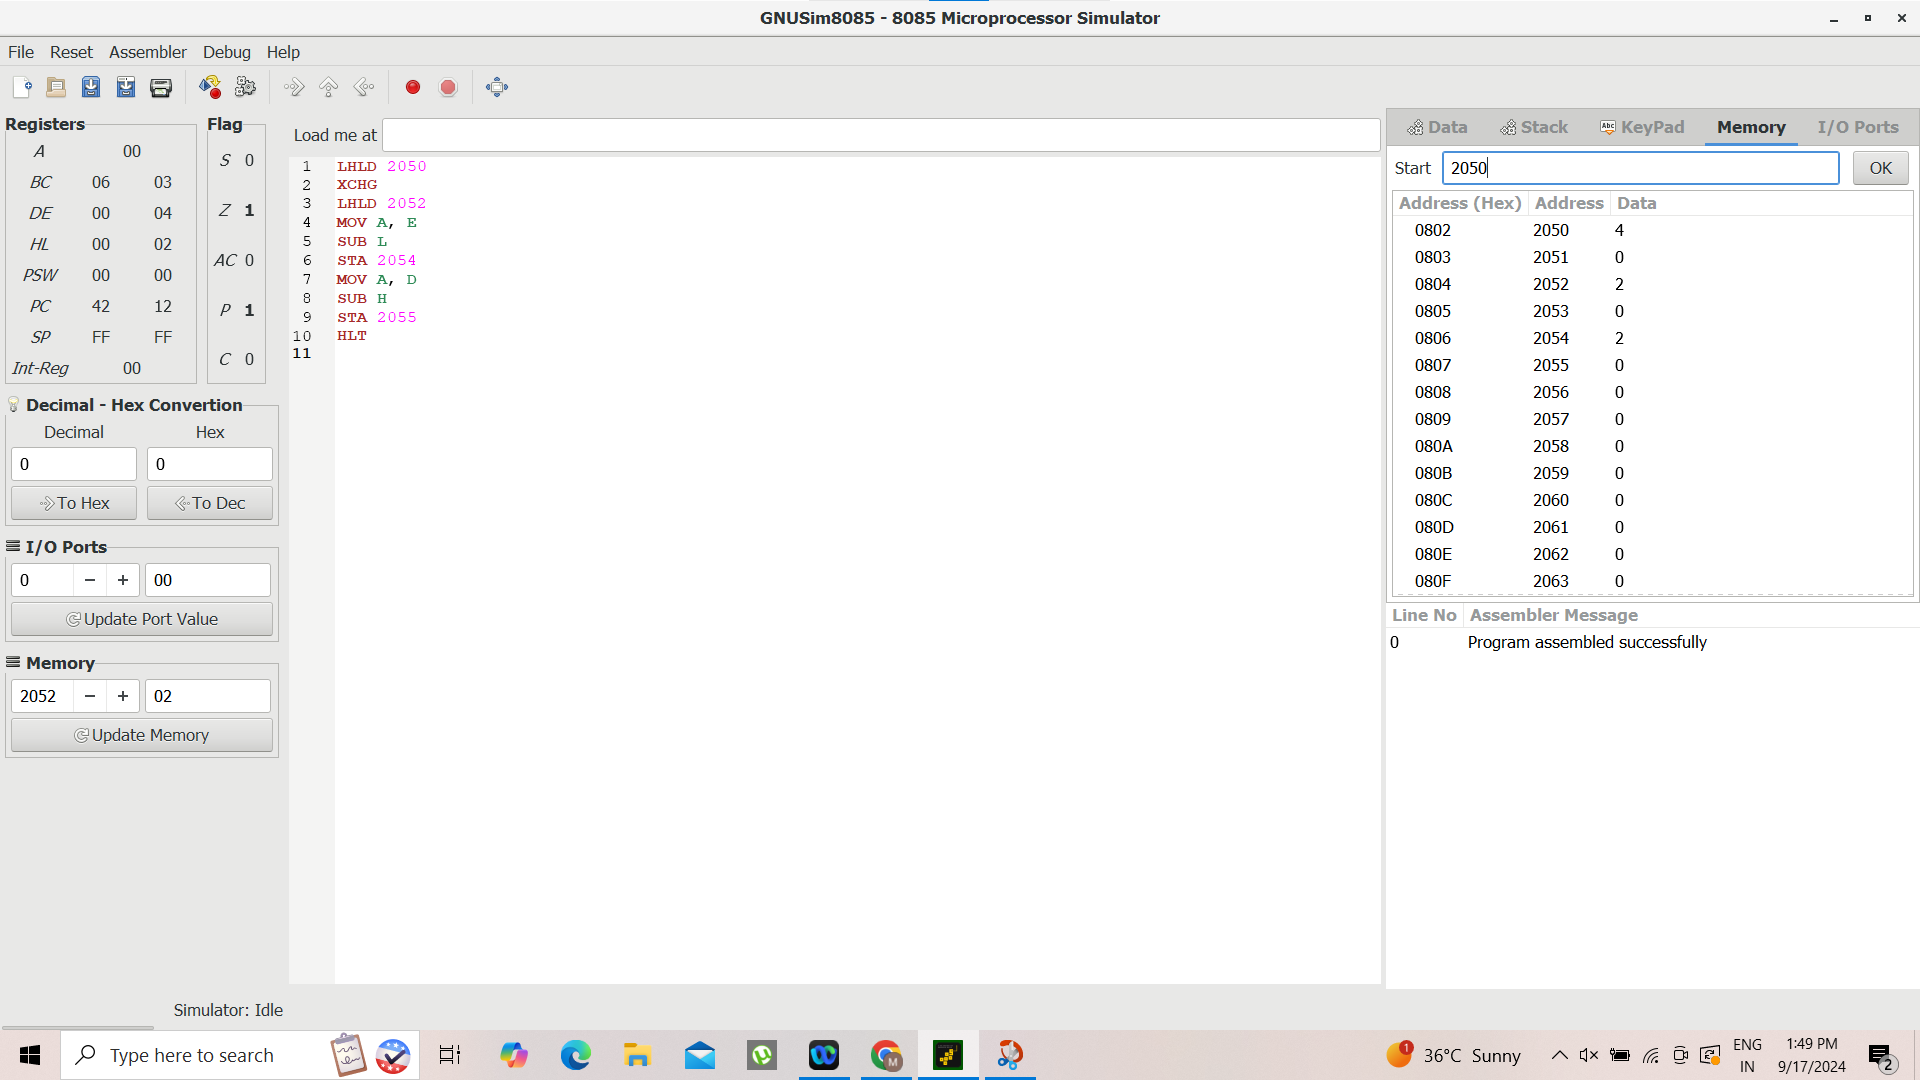 GNUSim8085 - 8085 Microprocessor Simulator
File Reset Assembler Debug Help
Registers
A 00
BC 06 03
DE 00 04
HL 00 02
PSW 00 00
PC 42 12
SP FF FF
Int-Reg 00
Flag
S 0
Z 1
AC 0
P 1
C 0
Decimal - Hex Convertion
Decimal Hex
0 0
To Hex To Dec
I/O Ports
0 − + 00
Update Port Value
Memory
2052 − + 02
Update Memory
Load me at
1 LHLD 2050
2 XCHG
3 LHLD 2052
4 MOV A, E
5 SUB L
6 STA 2054
7 MOV A, D
8 SUB H
9 STA 2055
10 HLT
11
Data Stack Abc KeyPad Memory I/O Ports
Start 2050 OK
Address (Hex) Address Data
0802 2050 4
0803 2051 0
0804 2052 2
0805 2053 0
0806 2054 2
0807 2055 0
0808 2056 0
0809 2057 0
080A 2058 0
080B 2059 0
080C 2060 0
080D 2061 0
080E 2062 0
080F 2063 0
Line No Assembler Message
0 Program assembled successfully
Simulator: Idle
Type here to search
M
1
36°C Sunny
ENG
IN
1:49 PM
9/17/2024
2